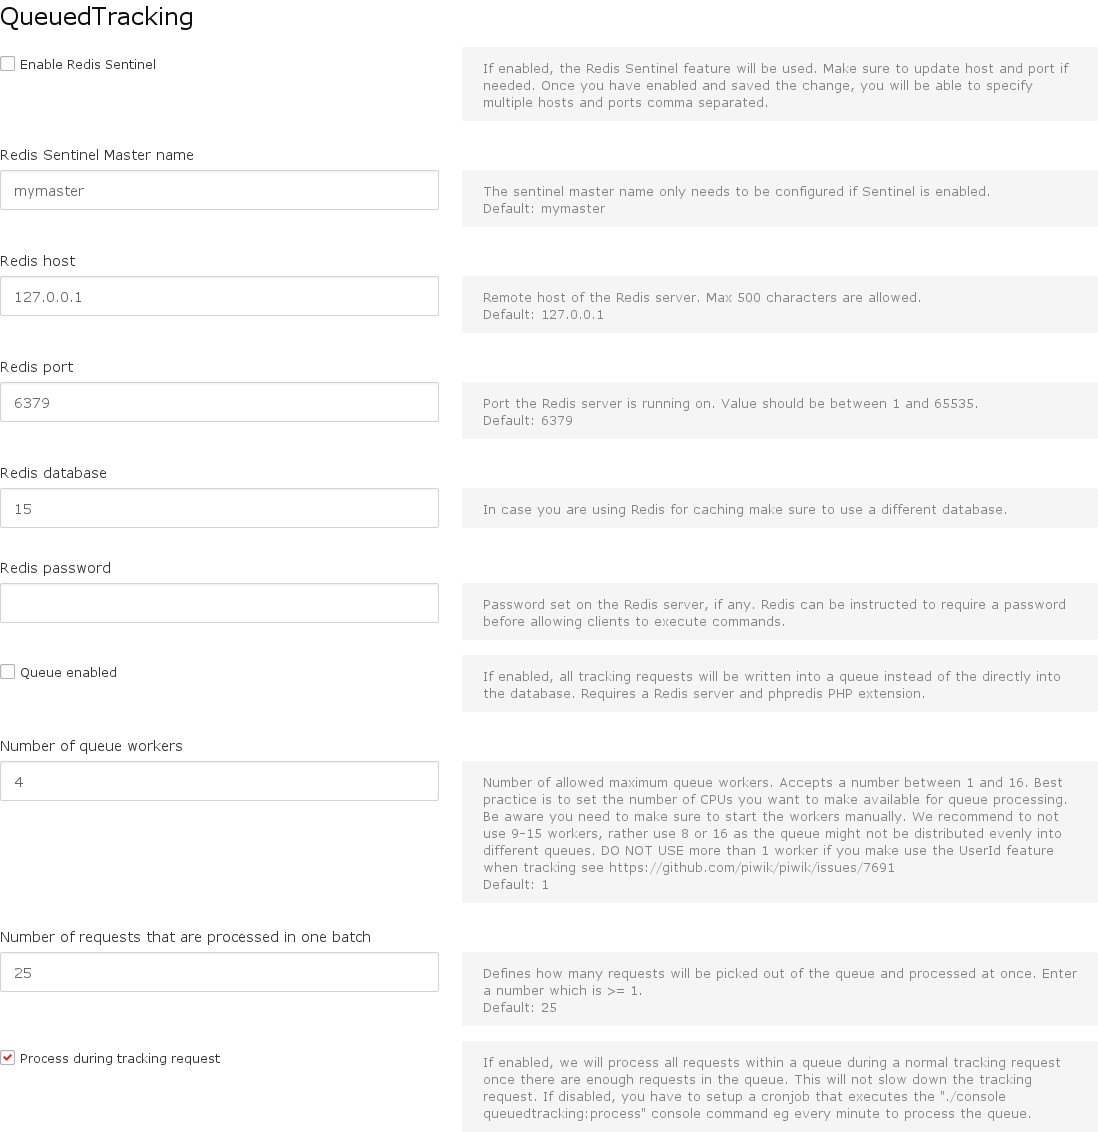 QueuedTracking
Enable Redis Sentinel
If enabled, the Redis Sentinel feature will be used. Make sure to update host and port if
needed. Once you have enabled and saved the change, you will be able to specify
multiple hosts and ports comma separated.
Redis Sentinel Master name
mymaster
The sentinel master name only needs to be configured if Sentinel is enabled.
Default: mymaster
Redis host
127.0.0.1
Remote host of the Redis server. Max 500 characters are allowed.
Default: 127.0.0.1
Redis port
6379
Port the Redis server is running on. Value should be between 1 and 65535.
Default: 6379
Redis database
15
In case you are using Redis for caching make sure to use a different database.
Redis password
Password set on the Redis server, if any. Redis can be instructed to require a password
before allowing clients to execute commands.
Queue enabled
If enabled, all tracking requests will be written into a queue instead of the directly into
the database. Requires a Redis server and phpredis PHP extension.
Number of queue workers
4
Number of allowed maximum queue workers. Accepts a number between 1 and 16. Best
practice is to set the number of CPUs you want to make available for queue processing.
Be aware you need to make sure to start the workers manually. We recommend to not
use 9-15 workers, rather use 8 or 16 as the queue might not be distributed evenly into
different queues. DO NOT USE more than 1 worker if you make use the UserId feature
when tracking see https://github.com/piwik/piwik/issues/7691
Default: 1
Number of requests that are processed in one batch
25
Defines how many requests will be picked out of the queue and processed at once. Enter
a number which is >= 1.
Default: 25
Process during tracking request
If enabled, we will process all requests within a queue during a normal tracking request
once there are enough requests in the queue. This will not slow down the tracking
request. If disabled, you have to setup a cronjob that executes the "./console
queuedtracking:process" console command eg every minute to process the queue.